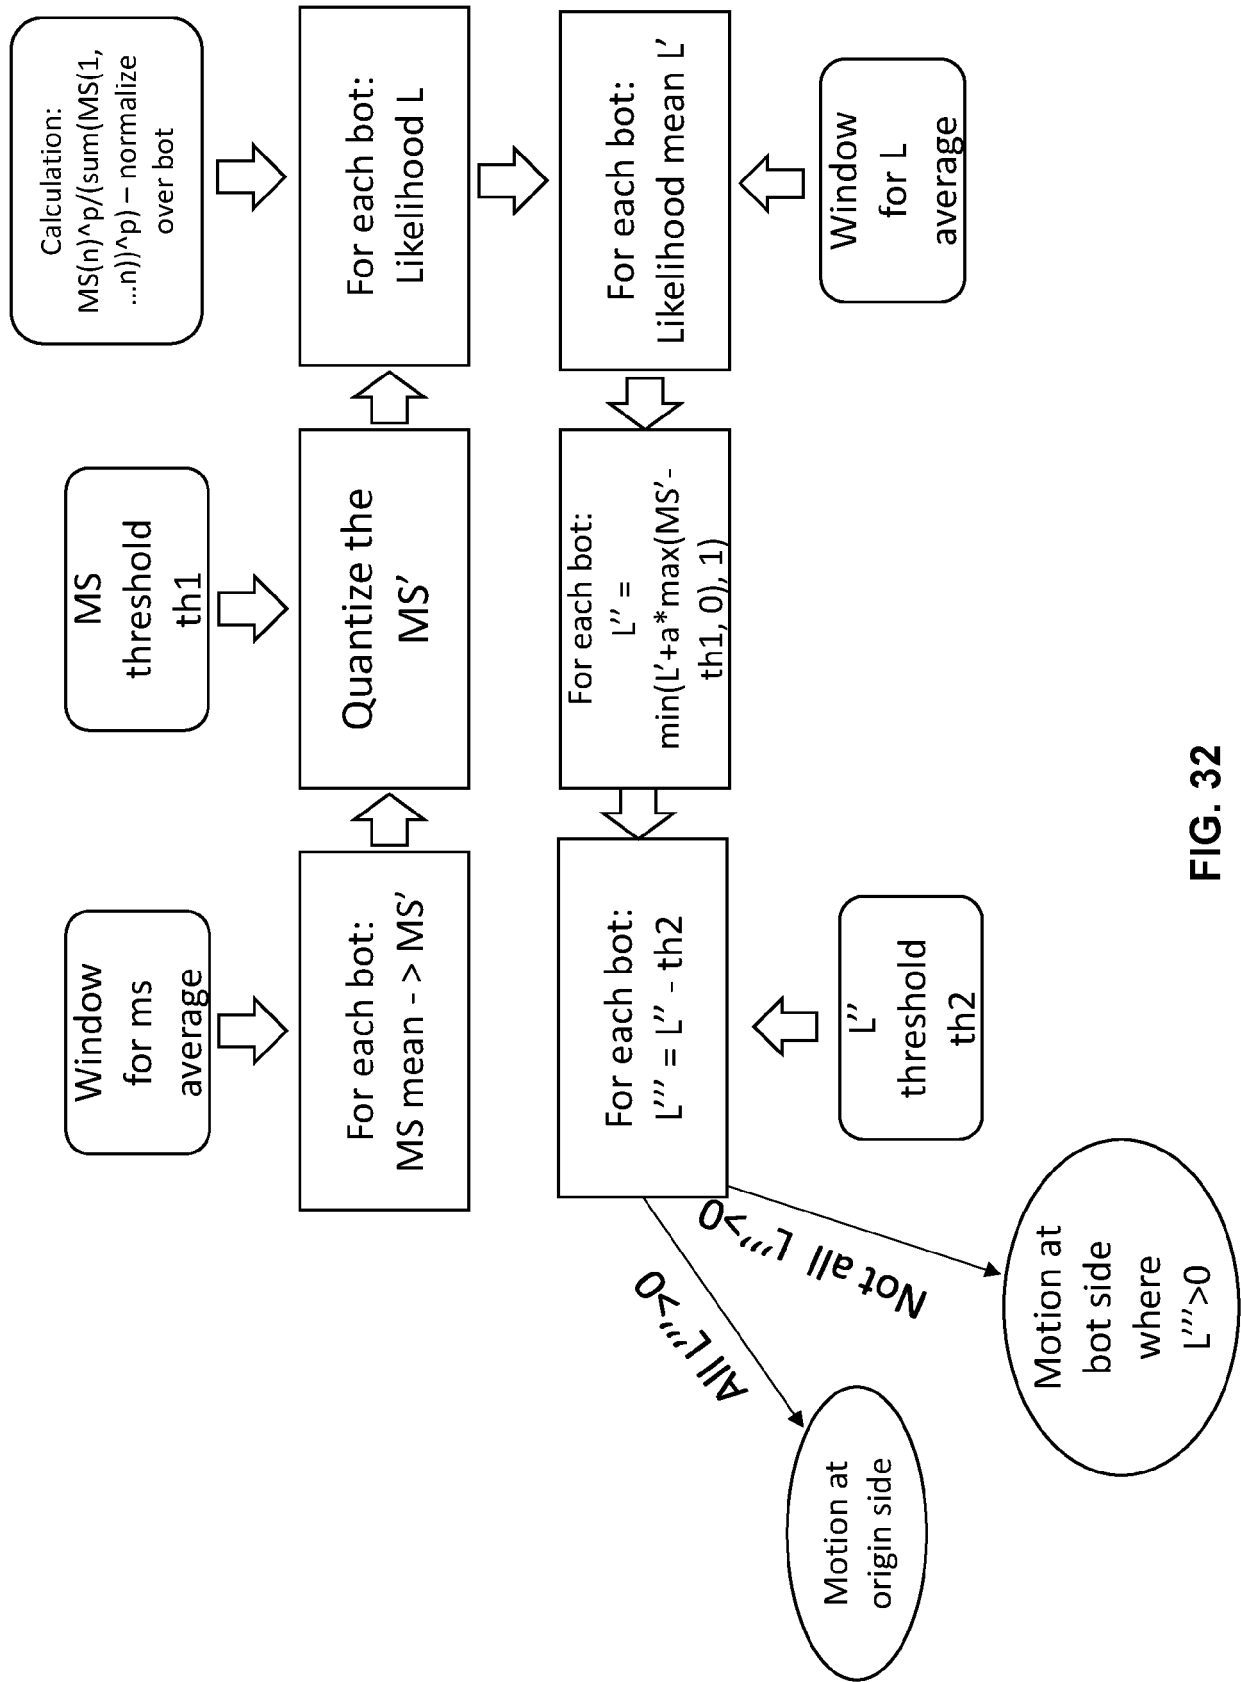 Window
for ms
average
MS
threshold
th1
Calculation:
MS(n)^p/(sum(MS(1,
...n))^p) – normalize
over bot
For each bot:
MS mean - > MS'
Quantize the
MS'
For each bot:
Likelihood L
For each bot:
Likelihood mean L'
For each bot:
L'' =
min(L'+a*max(MS'-
th1, 0), 1)
For each bot:
L''' = L'' - th2
Window
for L
average
L''
threshold
th2
All L'''>0
Not all L'''>0
Motion at
origin side
Motion at
bot side
where
L'''>0
FIG. 32